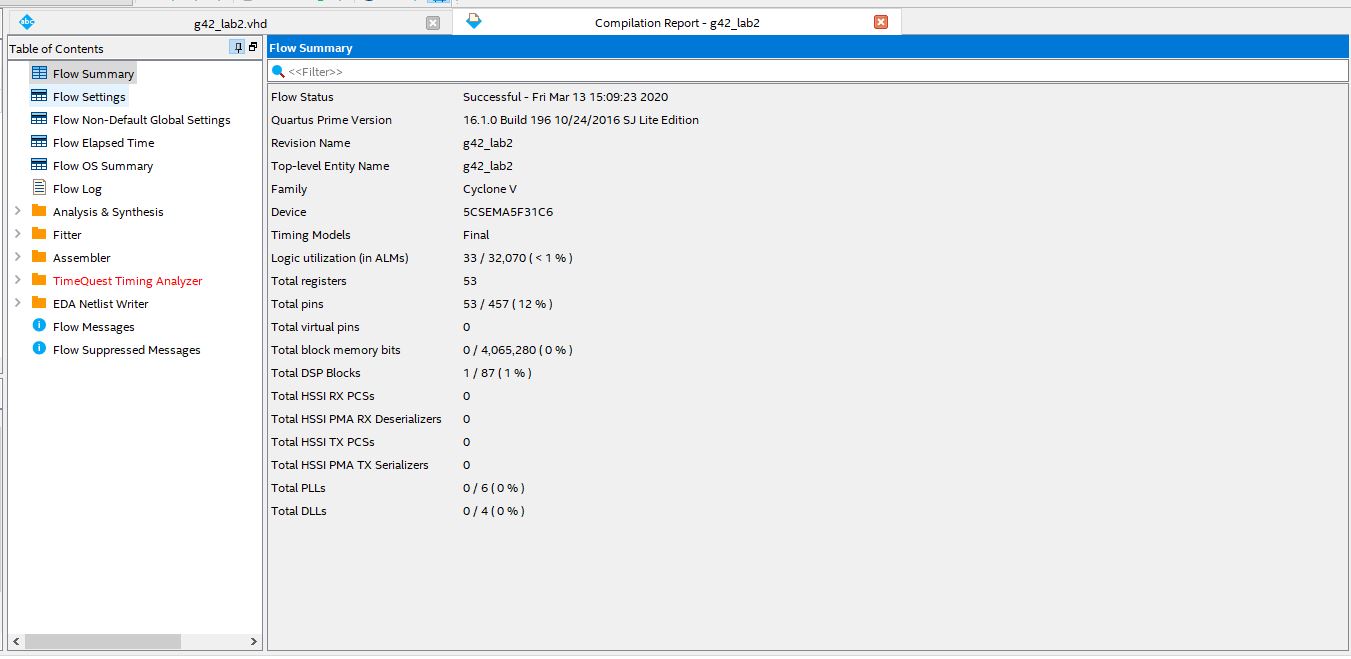 abc g42_lab2.vhd Compilation Report - g42_lab2
Table of Contents
Flow Summary
Flow Settings
Flow Non-Default Global Settings
Flow Elapsed Time
Flow OS Summary
Flow Log
Analysis & Synthesis
Fitter
Assembler
TimeQuest Timing Analyzer
EDA Netlist Writer
Flow Messages
Flow Suppressed Messages
Flow Summary
<<Filter>>
Flow Status Successful - Fri Mar 13 15:09:23 2020
Quartus Prime Version 16.1.0 Build 196 10/24/2016 SJ Lite Edition
Revision Name g42_lab2
Top-level Entity Name g42_lab2
Family Cyclone V
Device 5CSEMA5F31C6
Timing Models Final
Logic utilization (in ALMs) 33 / 32,070 ( < 1 % )
Total registers 53
Total pins 53 / 457 ( 12 % )
Total virtual pins 0
Total block memory bits 0 / 4,065,280 ( 0 % )
Total DSP Blocks 1 / 87 ( 1 % )
Total HSSI RX PCSs 0
Total HSSI PMA RX Deserializers 0
Total HSSI TX PCSs 0
Total HSSI PMA TX Serializers 0
Total PLLs 0 / 6 ( 0 % )
Total DLLs 0 / 4 ( 0 % )